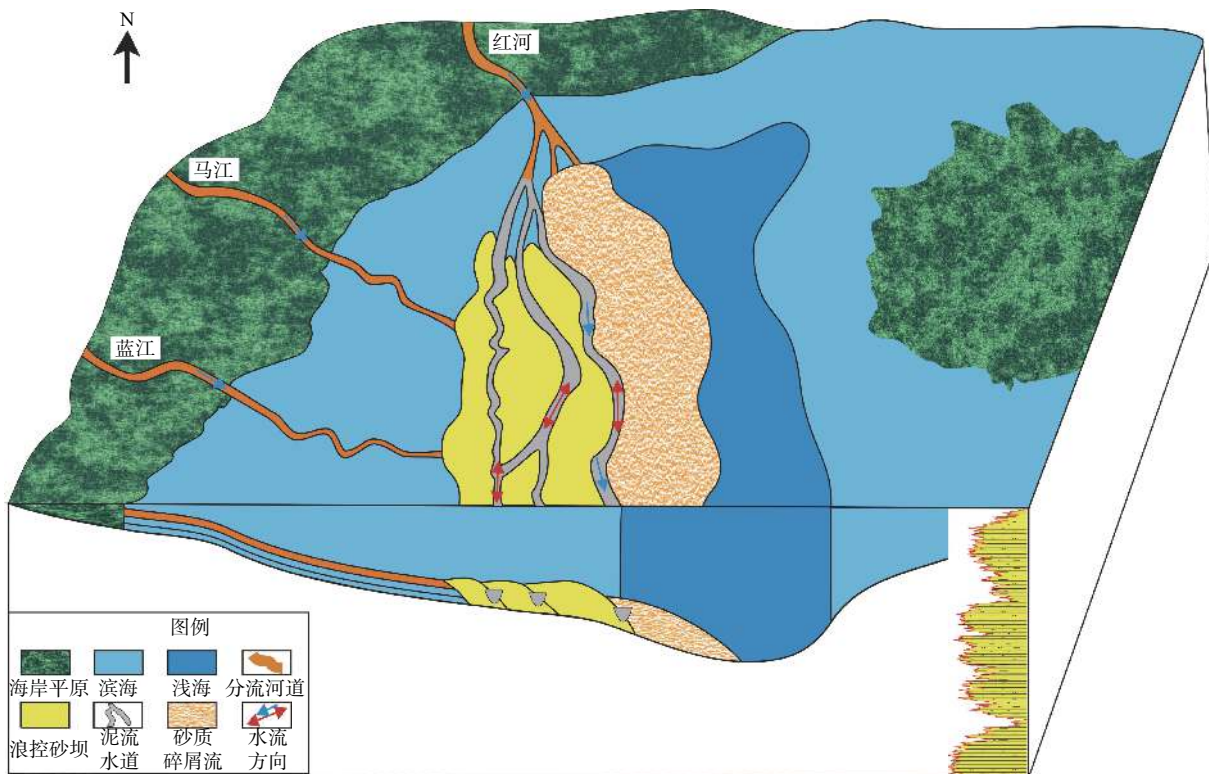 N
红河
马江
蓝江
图例
海岸平原 滨海 浅海 分流河道
浪控砂坝 泥流水道 砂质碎屑流 水流方向